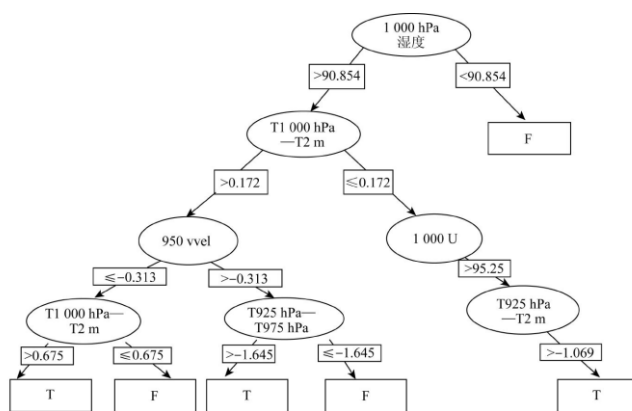 1 000 hPa
湿度
>90.854
<90.854
T1 000 hPa
—T2 m
F
>0.172
≤0.172
950 vvel
1 000 U
≤-0.313
>-0.313
>95.25
T1 000 hPa—
T2 m
T925 hPa—
T975 hPa
T925 hPa
—T2 m
>0.675
≤0.675
>-1.645
≤-1.645
>-1.069
T
F
T
F
T